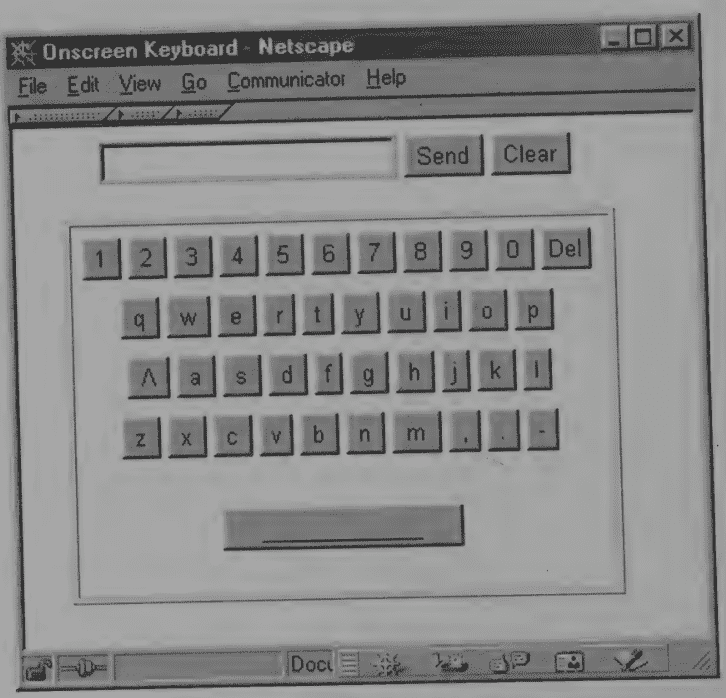 Onscreen Keyboard - Netscape
File Edit View Go Communicator Help
Send Clear
1 2 3 4 5 6 7 8 9 0 Del
q w e r t y u i o p
/\ a s d f g h j k l
z x c v b n m , . -
Docu